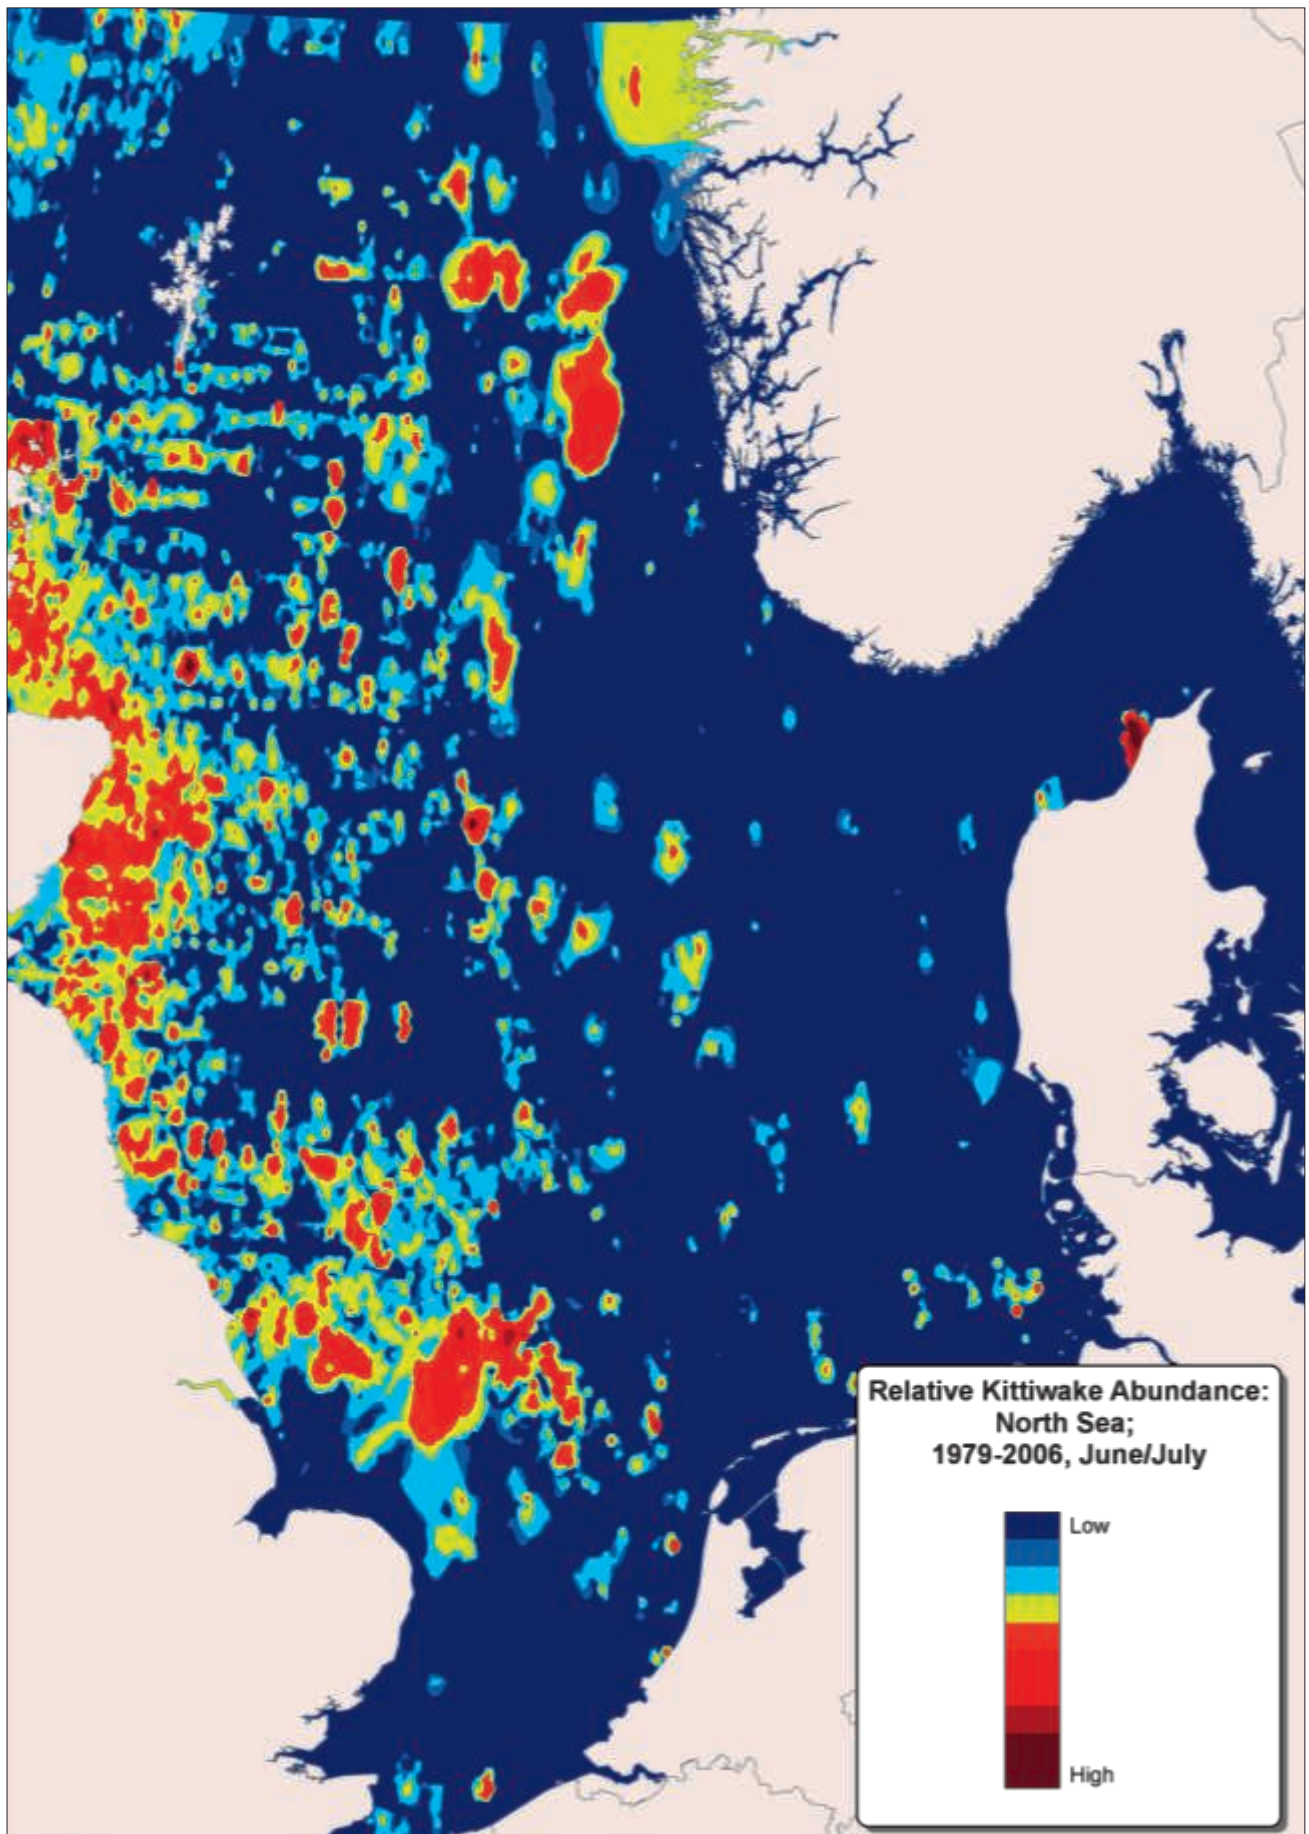 Relative Kittiwake Abundance:
North Sea;
1979-2006, June/July
Low
High